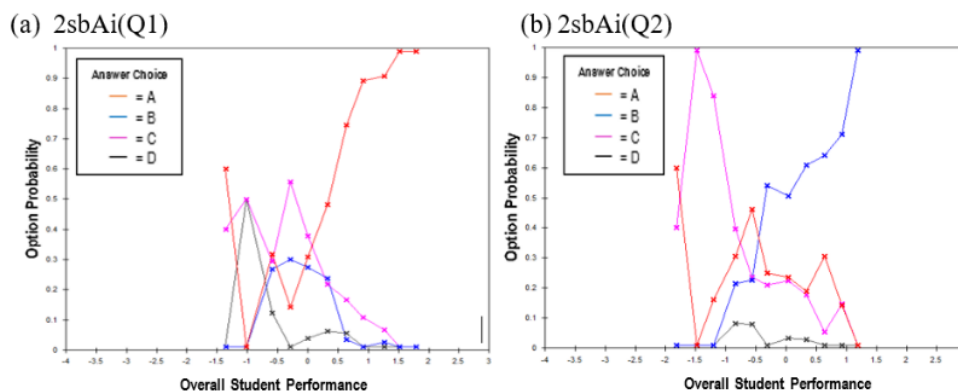 (a) 2sbAi(Q1)
Option Probability
1
0.9
0.8
0.7
0.6
0.5
0.4
0.3
0.2
0.1
0
Answer Choice
= A
= B
= C
= D
-4 -3.5 -3 -2.5 -2 -1.5 -1 -0.5 0 0.5 1 1.5 2 2.5 3
Overall Student Performance
(b) 2sbAi(Q2)
Option Probability
1
0.9
0.8
0.7
0.6
0.5
0.4
0.3
0.2
0.1
0
Answer Choice
= A
= B
= C
= D
-4 -3.5 -3 -2.5 -2 -1.5 -1 -0.5 0 0.5 1 1.5 2 2.5 3
Overall Student Performance